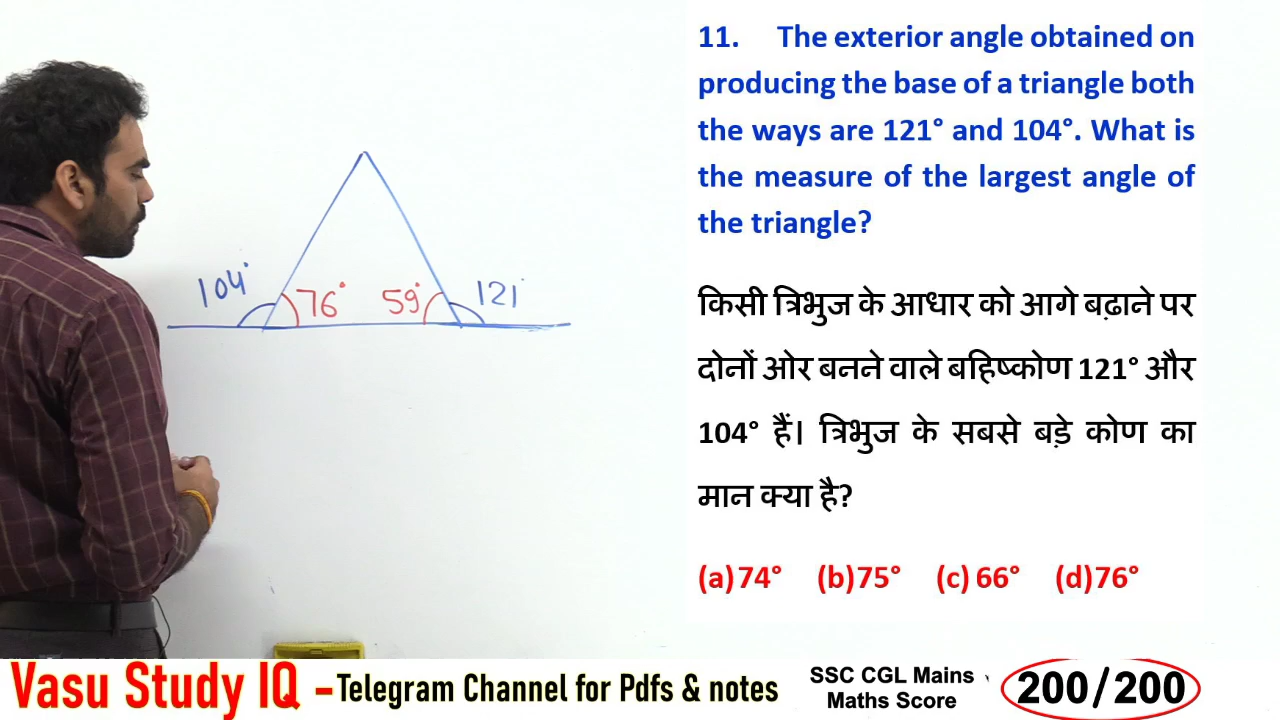 11. The exterior angle obtained on
producing the base of a triangle both
the ways are 121° and 104°. What is
the measure of the largest angle of
the triangle?
किसी त्रिभुज के आधार को आगे बढ़ाने पर
दोनों ओर बनने वाले बहिष्कोण 121° और
104° हैं। त्रिभुज के सबसे बड़े कोण का
मान क्या है?
(a) 74° (b) 75° (c) 66° (d) 76°
104° 76° 59° 121°
Vasu Study IQ - Telegram Channel for Pdfs & notes
SSC CGL Mains
Maths Score
200/200